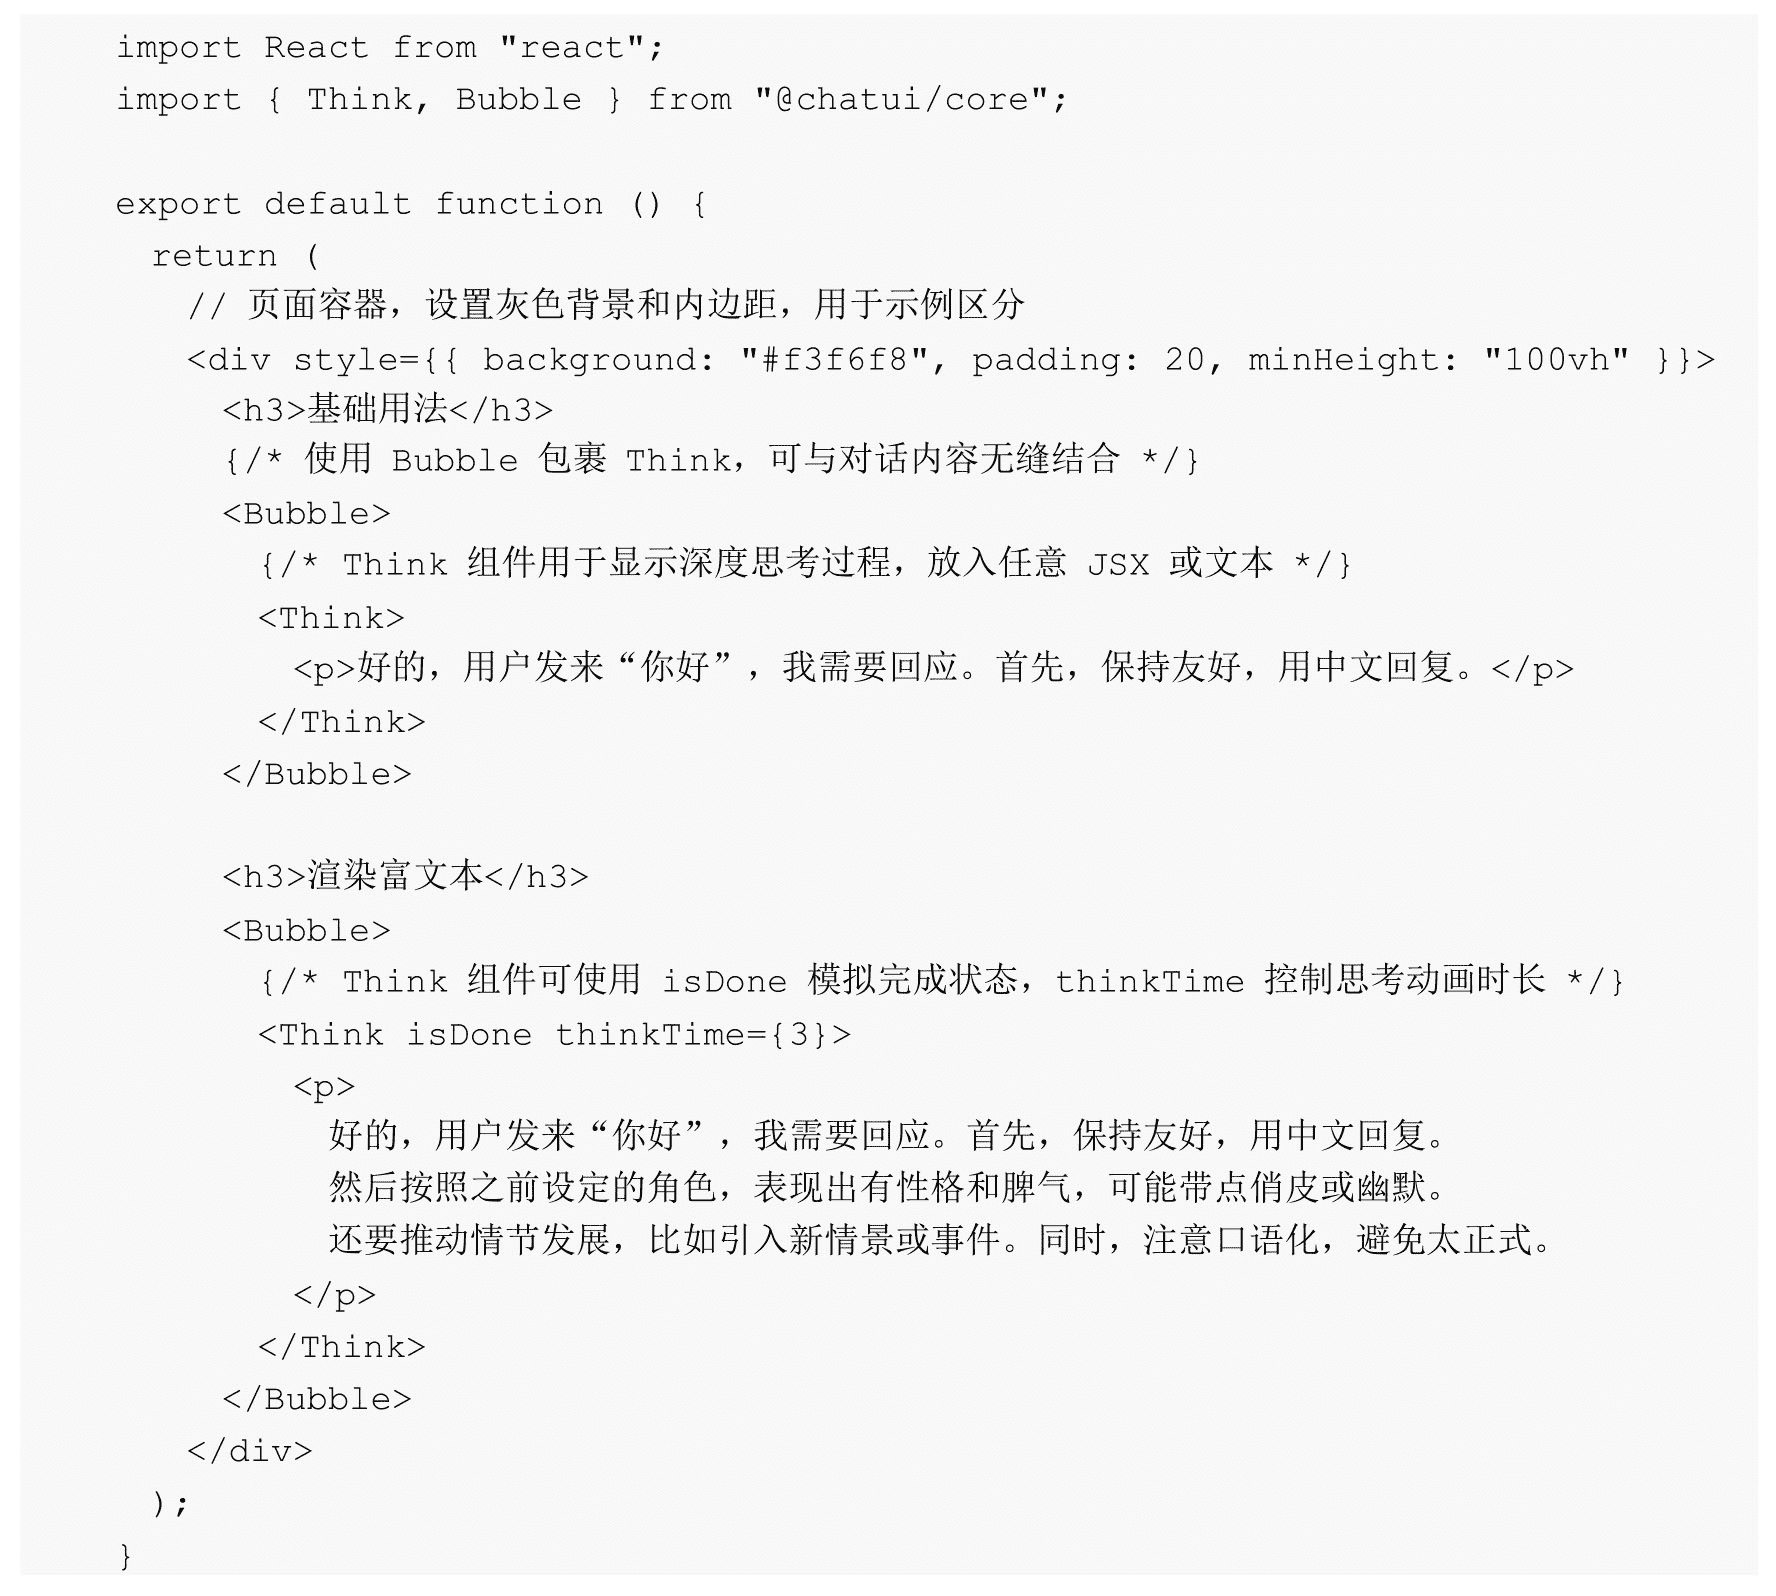 import React from "react";
import { Think, Bubble } from "@chatui/core";

export default function () {
  return (
    // 页面容器，设置灰色背景和内边距，用于示例区分
    <div style={{ background: "#f3f6f8", padding: 20, minHeight: "100vh" }}>
      <h3>基础用法</h3>
      {/* 使用 Bubble 包裹 Think，可与对话内容无缝结合 */}
      <Bubble>
        {/* Think 组件用于显示深度思考过程，放入任意 JSX 或文本 */}
        <Think>
          <p>好的，用户发来“你好”，我需要回应。首先，保持友好，用中文回复。</p>
        </Think>
      </Bubble>

      <h3>渲染富文本</h3>
      <Bubble>
        {/* Think 组件可使用 isDone 模拟完成状态，thinkTime 控制思考动画时长 */}
        <Think isDone thinkTime={3}>
          <p>
            好的，用户发来“你好”，我需要回应。首先，保持友好，用中文回复。
            然后按照之前设定的角色，表现出有性格和脾气，可能带点俏皮或幽默。
            还要推动情节发展，比如引入新情景或事件。同时，注意口语化，避免太正式。
          </p>
        </Think>
      </Bubble>
    </div>
  );
}